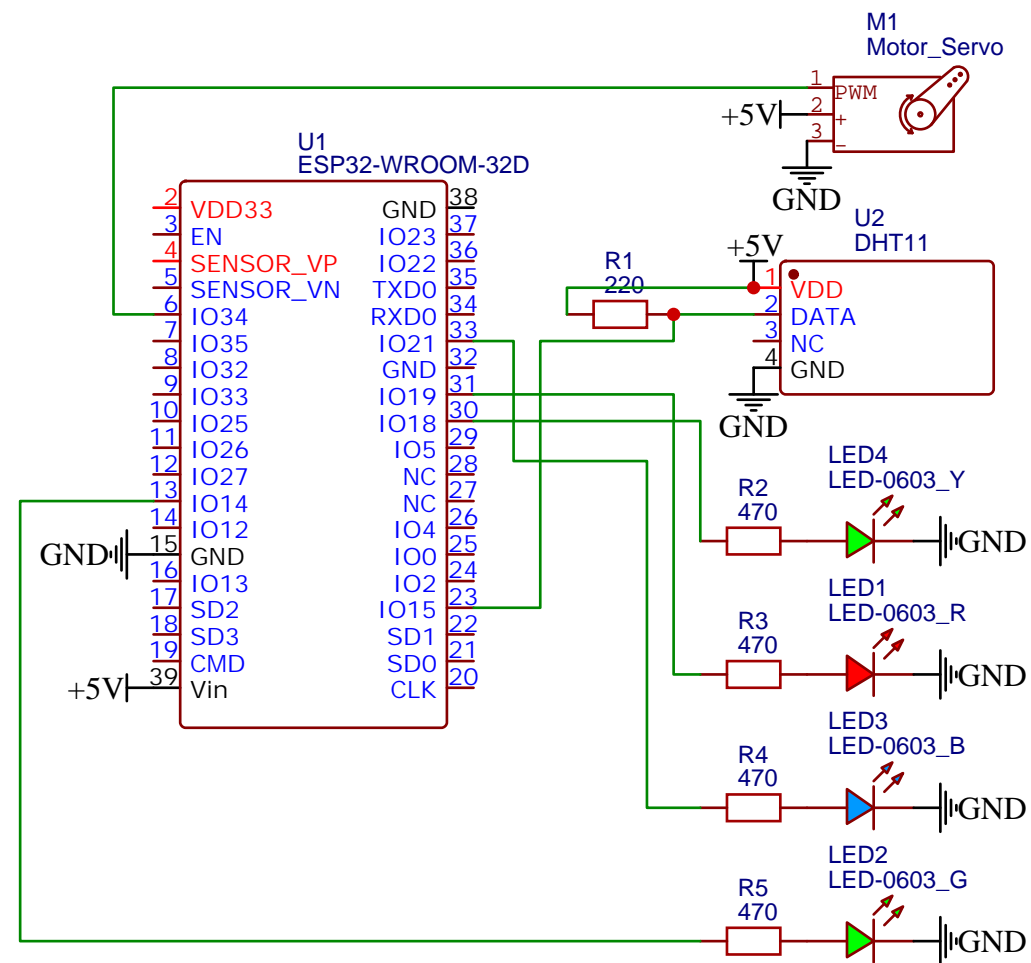 M1
Motor_Servo
1
PWM
+5V
2
+
3
-
GND
U1
ESP32-WROOM-32D
2
VDD33
3
EN
4
SENSOR_VP
5
SENSOR_VN
6
IO34
7
IO35
8
IO32
9
IO33
10
IO25
11
IO26
12
IO27
13
IO14
14
IO12
GND
15
GND
16
IO13
17
SD2
18
SD3
19
CMD
+5V
39
Vin
38
GND
37
IO23
36
IO22
35
TXD0
34
RXD0
33
IO21
32
GND
31
IO19
30
IO18
29
IO5
28
NC
27
NC
26
IO4
25
IO0
24
IO2
23
IO15
22
SD1
21
SD0
20
CLK
U2
DHT11
+5V
1
VDD
2
DATA
3
NC
4
GND
GND
R1
220
LED4
LED-0603_Y
R2
470
GND
LED1
LED-0603_R
R3
470
GND
LED3
LED-0603_B
R4
470
GND
LED2
LED-0603_G
R5
470
GND